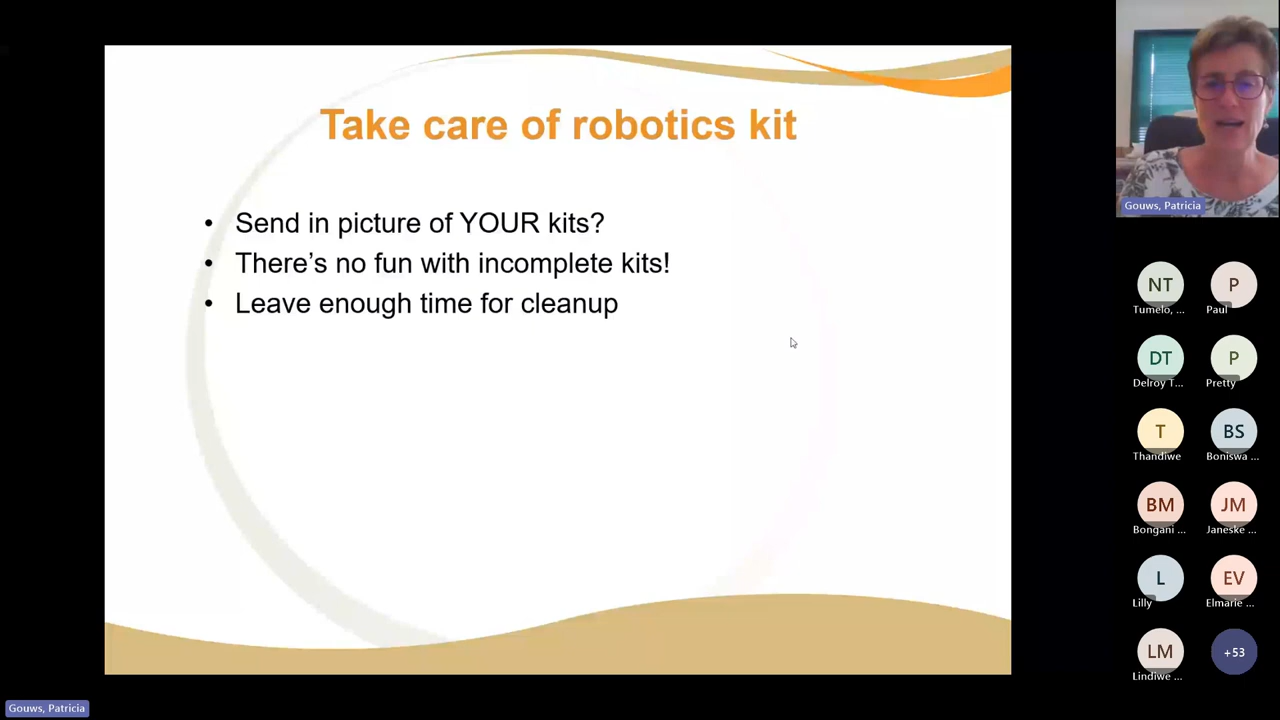 Take care of robotics kit
• Send in picture of YOUR kits?
• There's no fun with incomplete kits!
• Leave enough time for cleanup
Gouws, Patricia
NT
P
Tumelo, ...
Paul
DT
P
Delroy T...
Pretty
T
BS
Thandiwe
Boniswa ...
BM
JM
Bongani ...
Janeske ...
L
EV
Lilly
Elmarie ...
LM
+53
Lindiwe ...
Gouws, Patricia